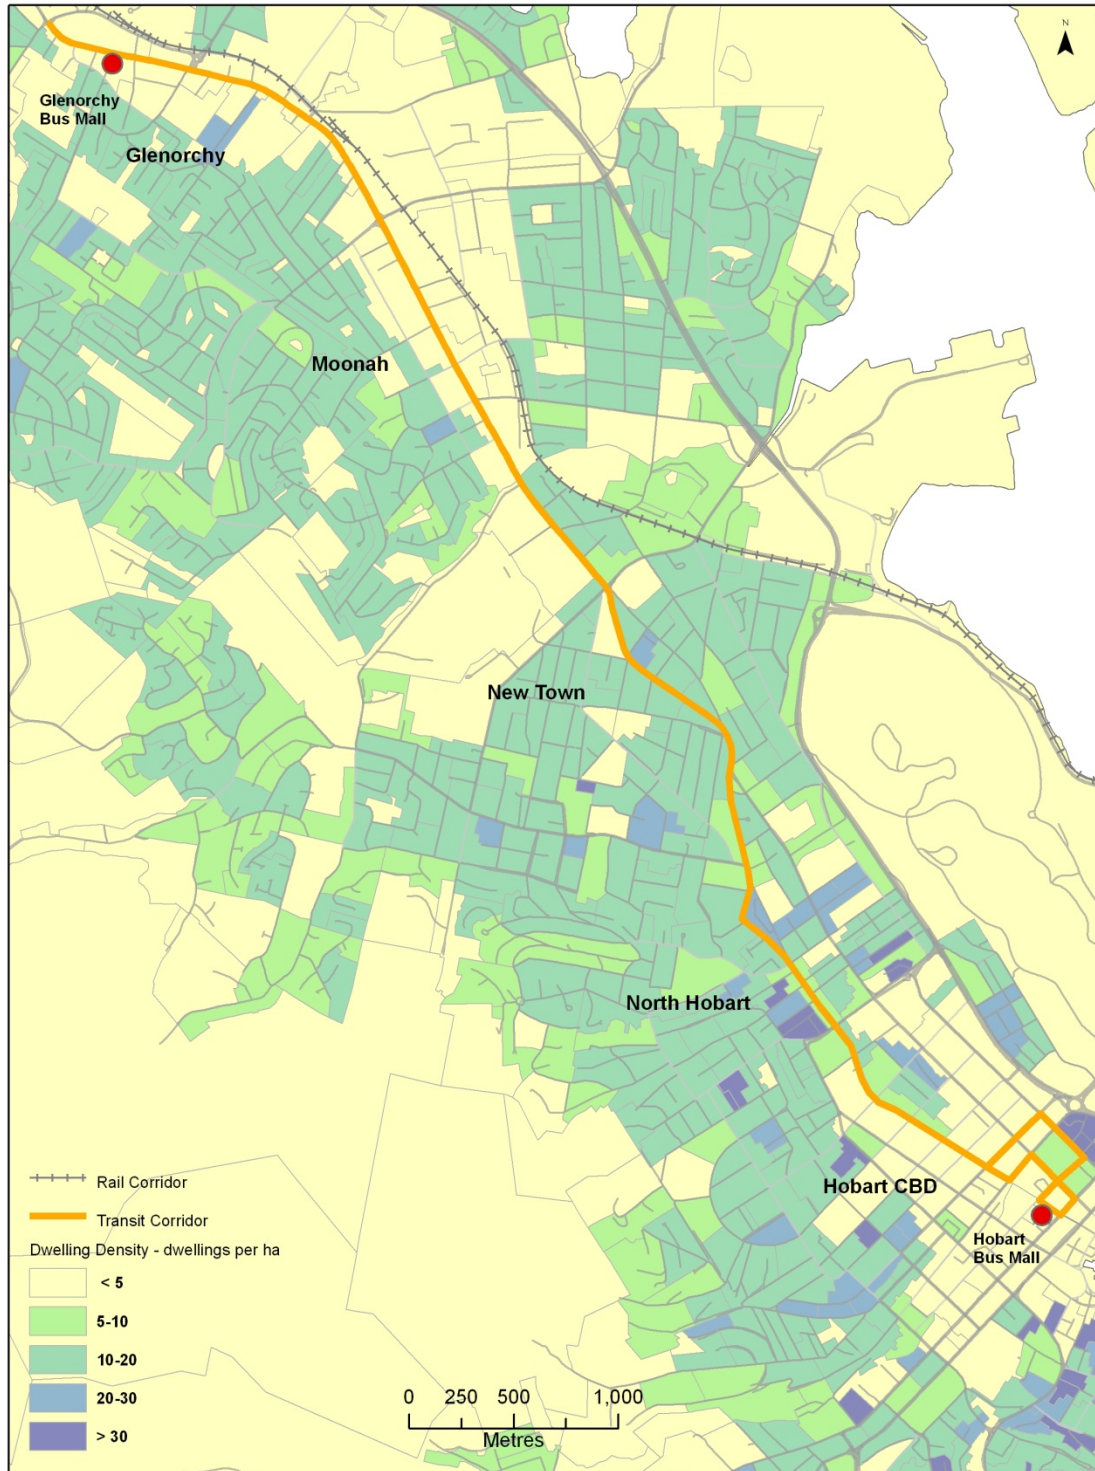 N
Glenorchy
Bus Mall
Glenorchy
Moonah
New Town
North Hobart
Hobart CBD
Hobart
Bus Mall
Rail Corridor
Transit Corridor
Dwelling Density - dwellings per ha
< 5
5-10
10-20
20-30
> 30
0 250 500 1,000
Metres